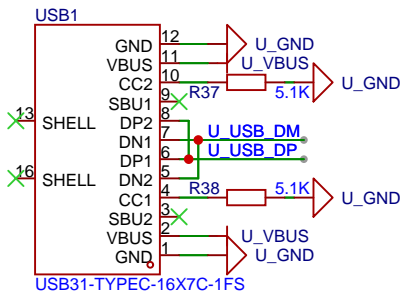 USB1
GND 12 U_GND
VBUS 11 U_VBUS
CC2 10 R37 5.1K U_GND
SBU1 9
13 SHELL DP2 8
DN1 7 U_USB_DM
DP1 6 U_USB_DP
16 SHELL DN2 5
CC1 4 R38 5.1K U_GND
SBU2 3
VBUS 2 U_VBUS
GND 1 U_GND
USB31-TYPEC-16X7C-1FS